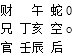 财 午 蛇○
兄 丁亥 空○
官 壬辰 后